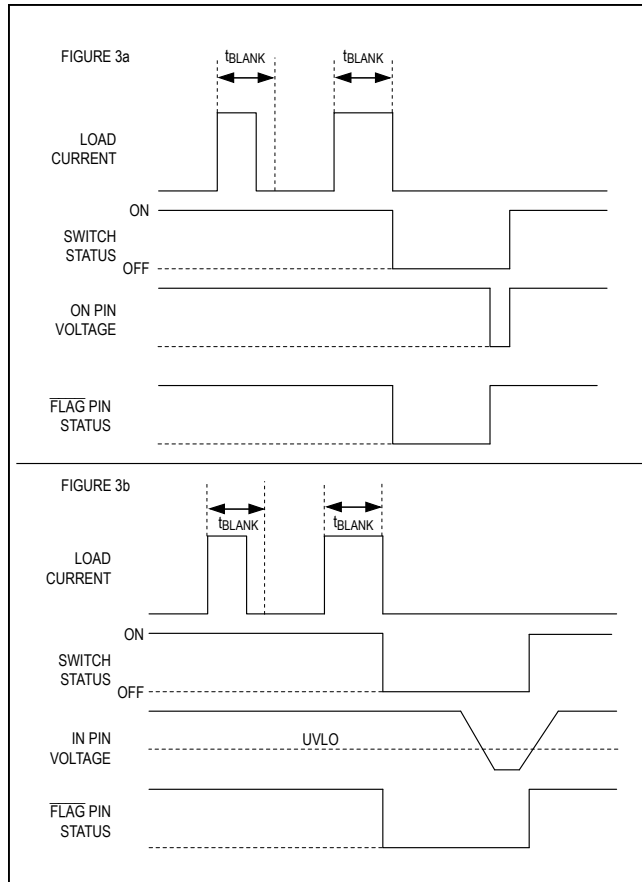 FIGURE 3a
tBLANK tBLANK
LOAD
CURRENT
ON
SWITCH
STATUS
OFF
ON PIN
VOLTAGE
FLAG PIN
STATUS
FIGURE 3b
tBLANK tBLANK
LOAD
CURRENT
ON
SWITCH
STATUS
OFF
IN PIN
VOLTAGE
UVLO
FLAG PIN
STATUS